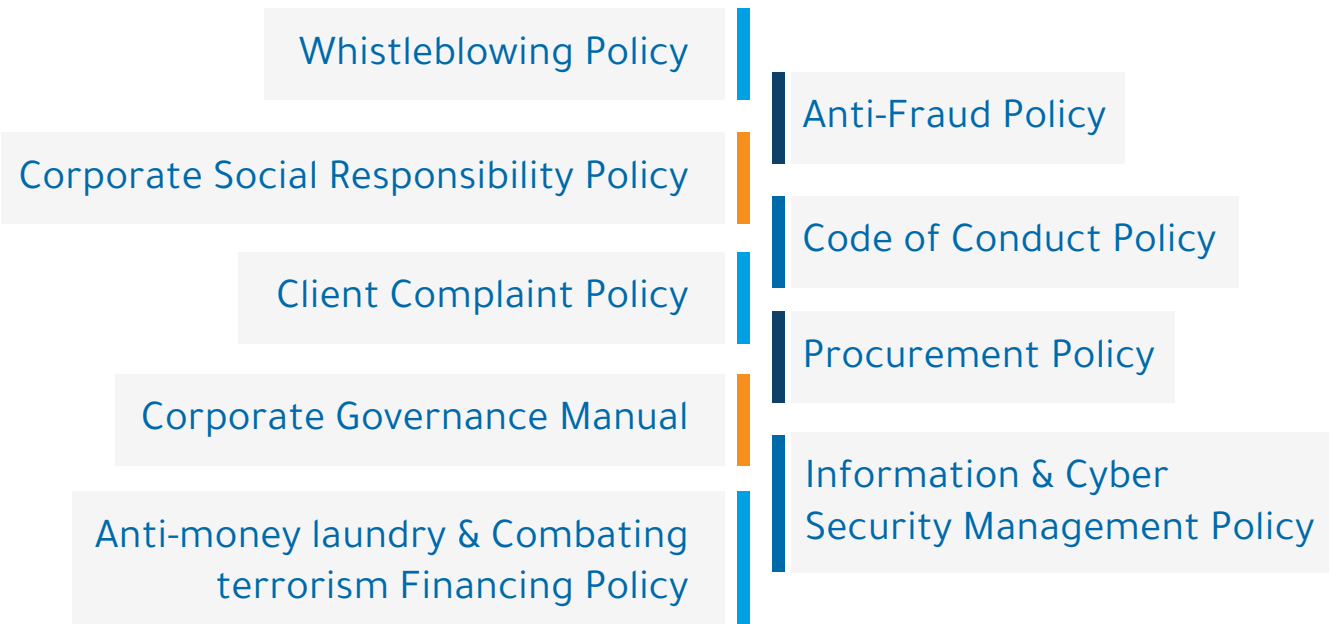 Whistleblowing Policy
Anti-Fraud Policy
Corporate Social Responsibility Policy
Code of Conduct Policy
Client Complaint Policy
Procurement Policy
Corporate Governance Manual
Information & Cyber
Security Management Policy
Anti-money laundry & Combating
terrorism Financing Policy